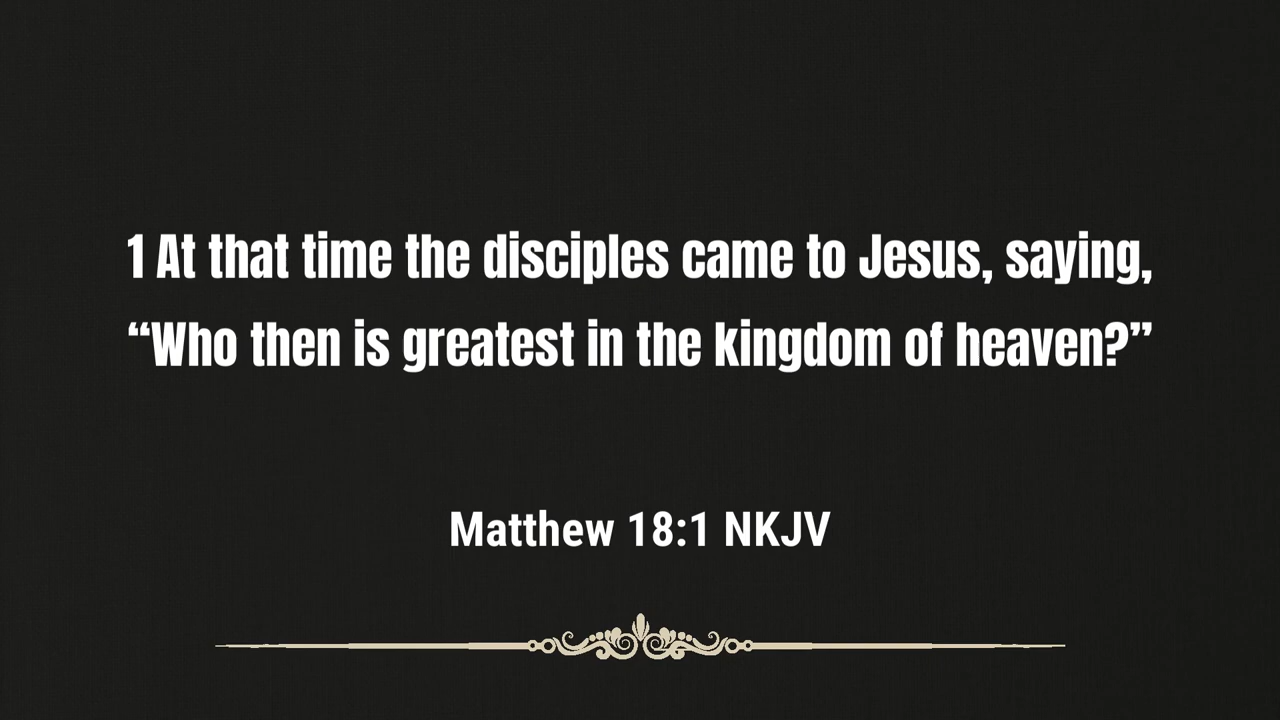 1 At that time the disciples came to Jesus, saying,
“Who then is greatest in the kingdom of heaven?”
Matthew 18:1 NKJV